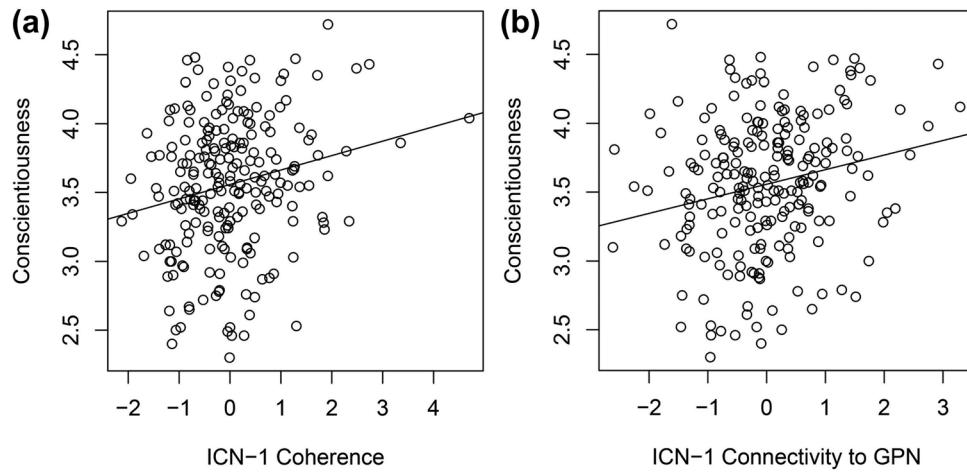 (a)
Conscientiousness
4.5
4.0
3.5
3.0
2.5
−2 −1 0 1 2 3 4
ICN−1 Coherence
(b)
Conscientiousness
4.5
4.0
3.5
3.0
2.5
−2 −1 0 1 2 3
ICN−1 Connectivity to GPN